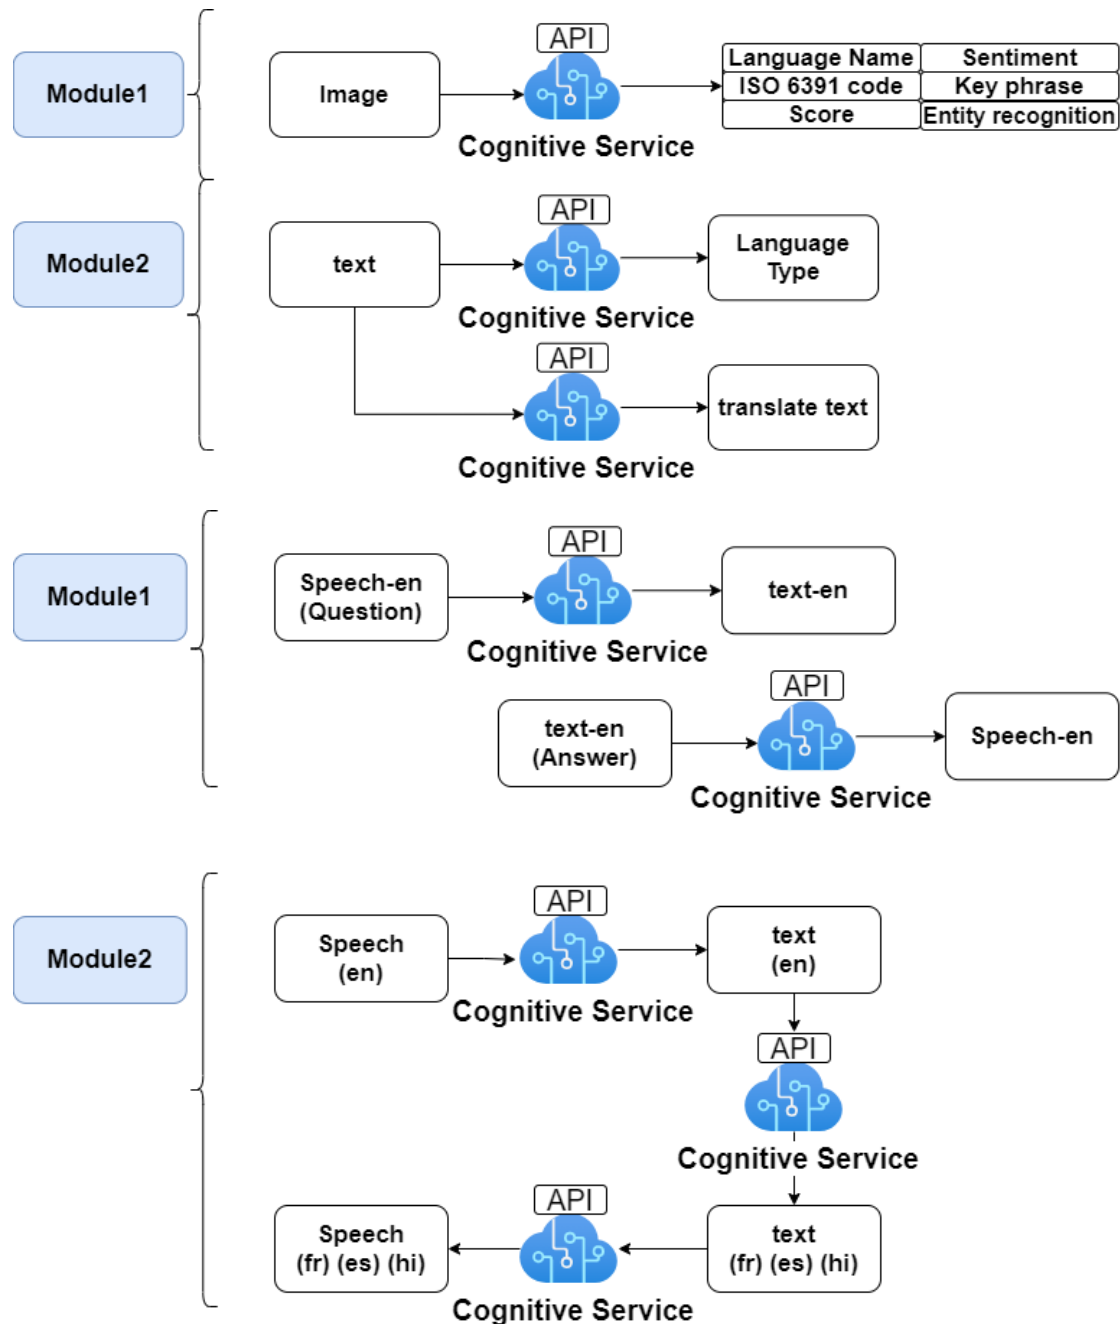 Module1
Image
API
Cognitive Service
Language Name
Sentiment
ISO 6391 code
Key phrase
Score
Entity recognition
Module2
text
API
Cognitive Service
Language
Type
API
Cognitive Service
translate text
Module1
Speech-en
(Question)
API
Cognitive Service
text-en
text-en
(Answer)
API
Cognitive Service
Speech-en
Module2
Speech
(en)
API
Cognitive Service
text
(en)
API
Cognitive Service
text
(fr) (es) (hi)
API
Cognitive Service
Speech
(fr) (es) (hi)